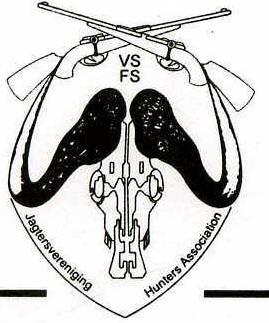 VS
FS
Jagtersvereniging
Hunters Association